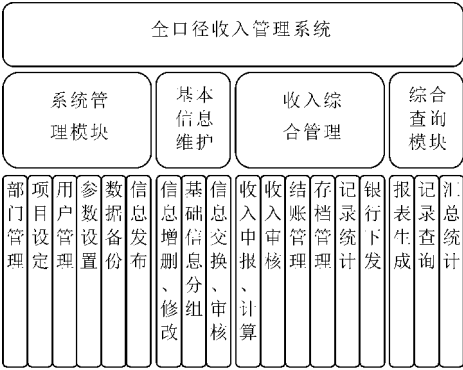 全口径收入管理系统
系统管
理模块
基本
信息
维护
收入综
合管理
综合
查询
模块
部门管理
项目设定
用户管理
参数设置
数据备份
信息发布
信息增删、修改
基础信息分组
信息交换、审核
收入申报、计算
收入审核
结账管理
存档管理
记录统计
银行下发
报表生成
记录查询
汇总统计